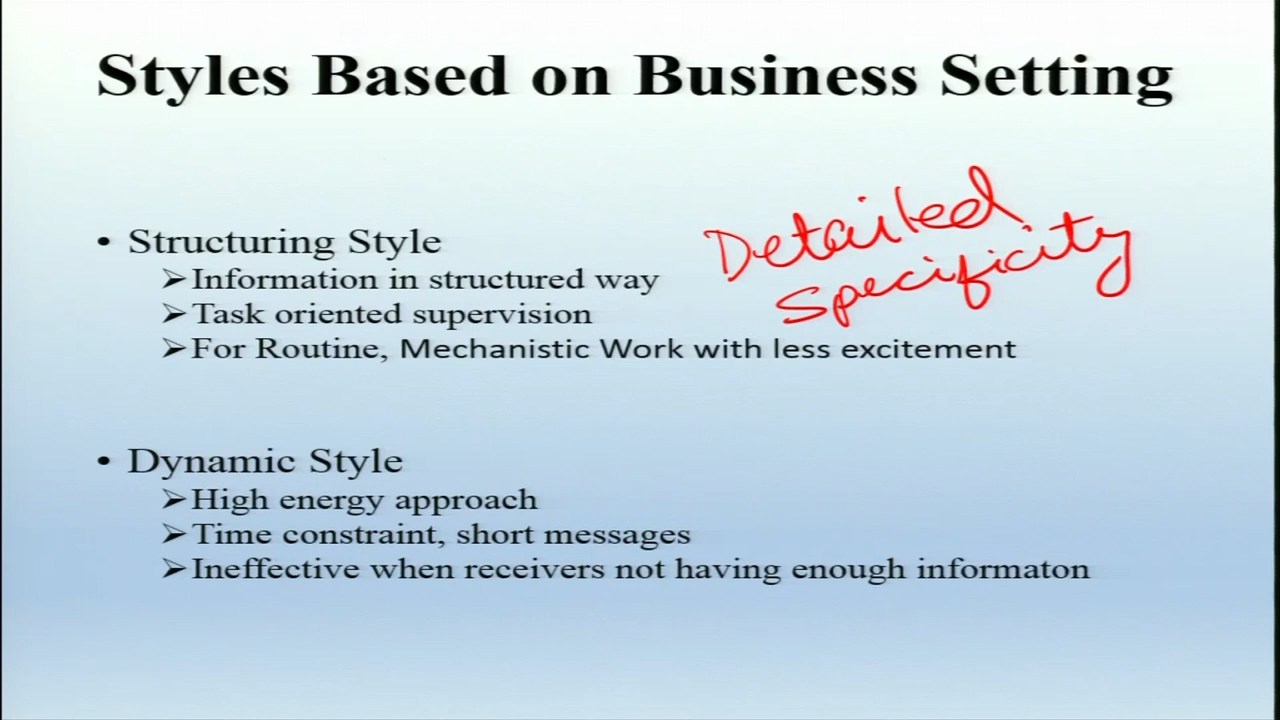 Styles Based on Business Setting
Detailed
Specificity
• Structuring Style
➢Information in structured way
➢Task oriented supervision
➢For Routine, Mechanistic Work with less excitement
• Dynamic Style
➢High energy approach
➢Time constraint, short messages
➢Ineffective when receivers not having enough informaton